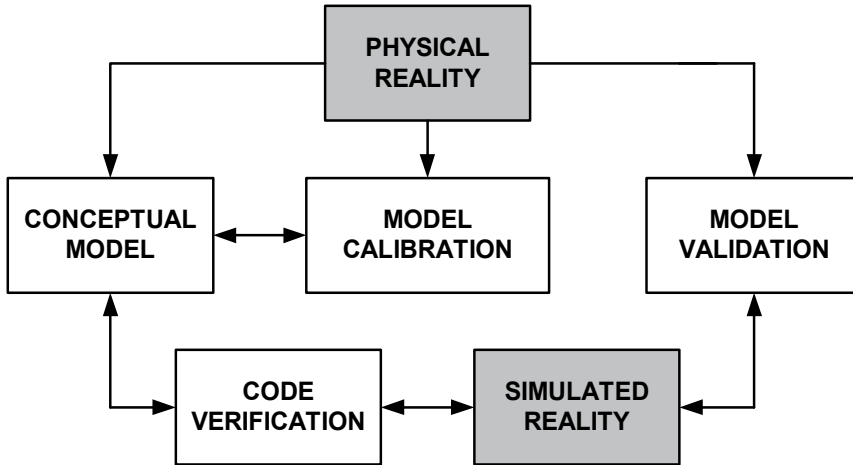 PHYSICAL
REALITY
CONCEPTUAL
MODEL
MODEL
CALIBRATION
MODEL
VALIDATION
CODE
VERIFICATION
SIMULATED
REALITY